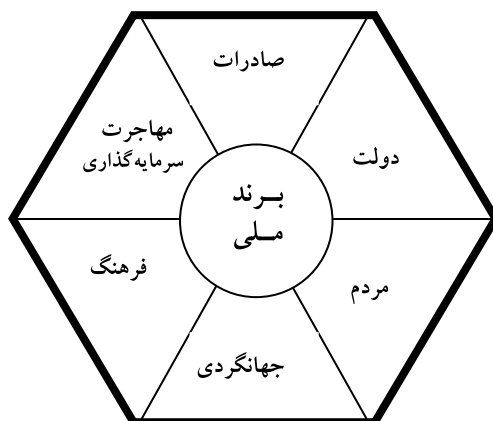 صادرات
مهاجرت
سرمایه‌گذاری
دولت
برند
ملی
فرهنگ
مردم
جهانگردی